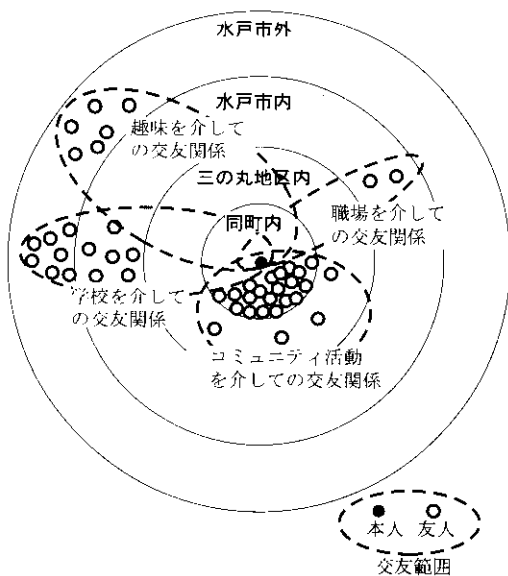 水戸市外
水戸市内
趣味を介して
の交友関係
三の丸地区内
職場を介して
の交友関係
同町内
学校を介して
の交友関係
コミュニティ活動
を介しての交友関係
本人 友人
交友範囲